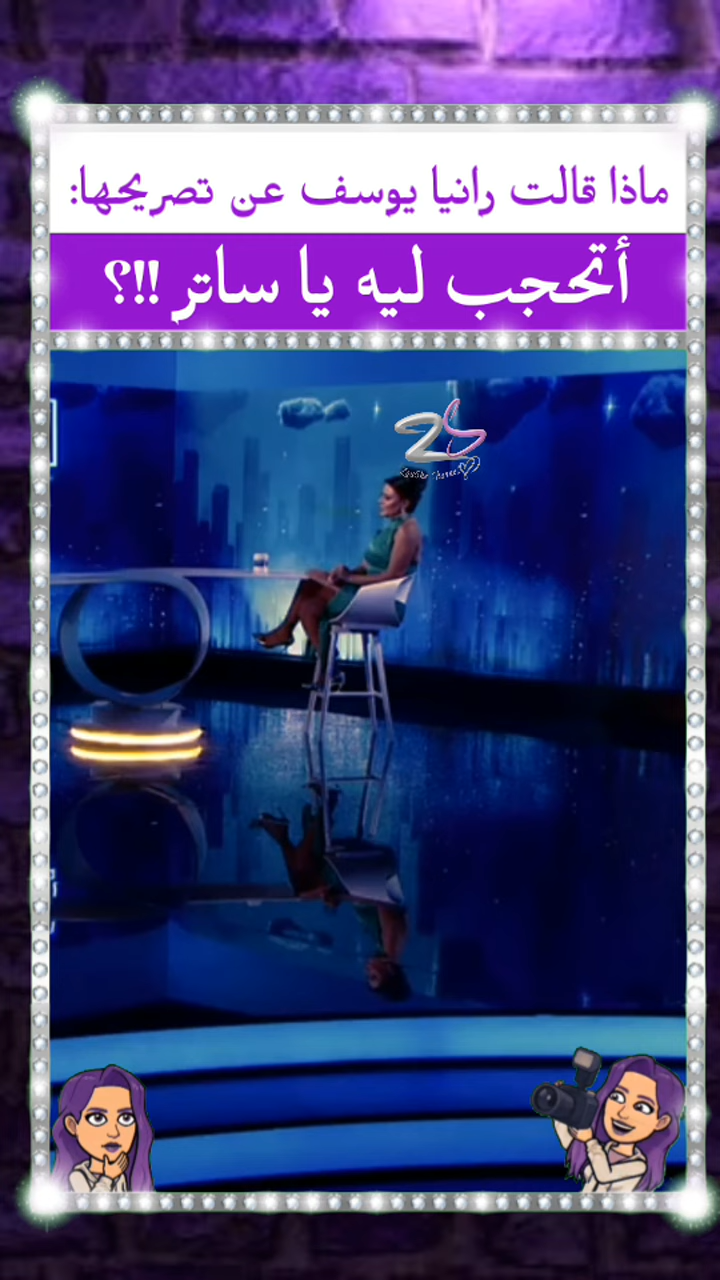 ماذا قالت رانيا يوسف عن تصريحها:
أتحجب ليه يا ساتر !!؟